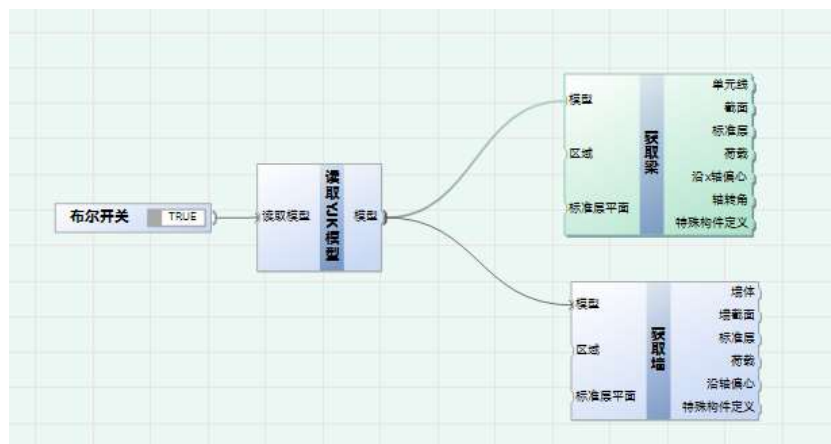 布尔开关
TRUE
读取模型
读取YJK模型
模型
模型
区域
标准层平面
获取梁
单元线
截面
标准层
荷载
沿x轴偏心
轴转角
特殊构件定义
模型
区域
标准层平面
获取墙
墙体
墙截面
标准层
荷载
沿轴偏心
特殊构件定义